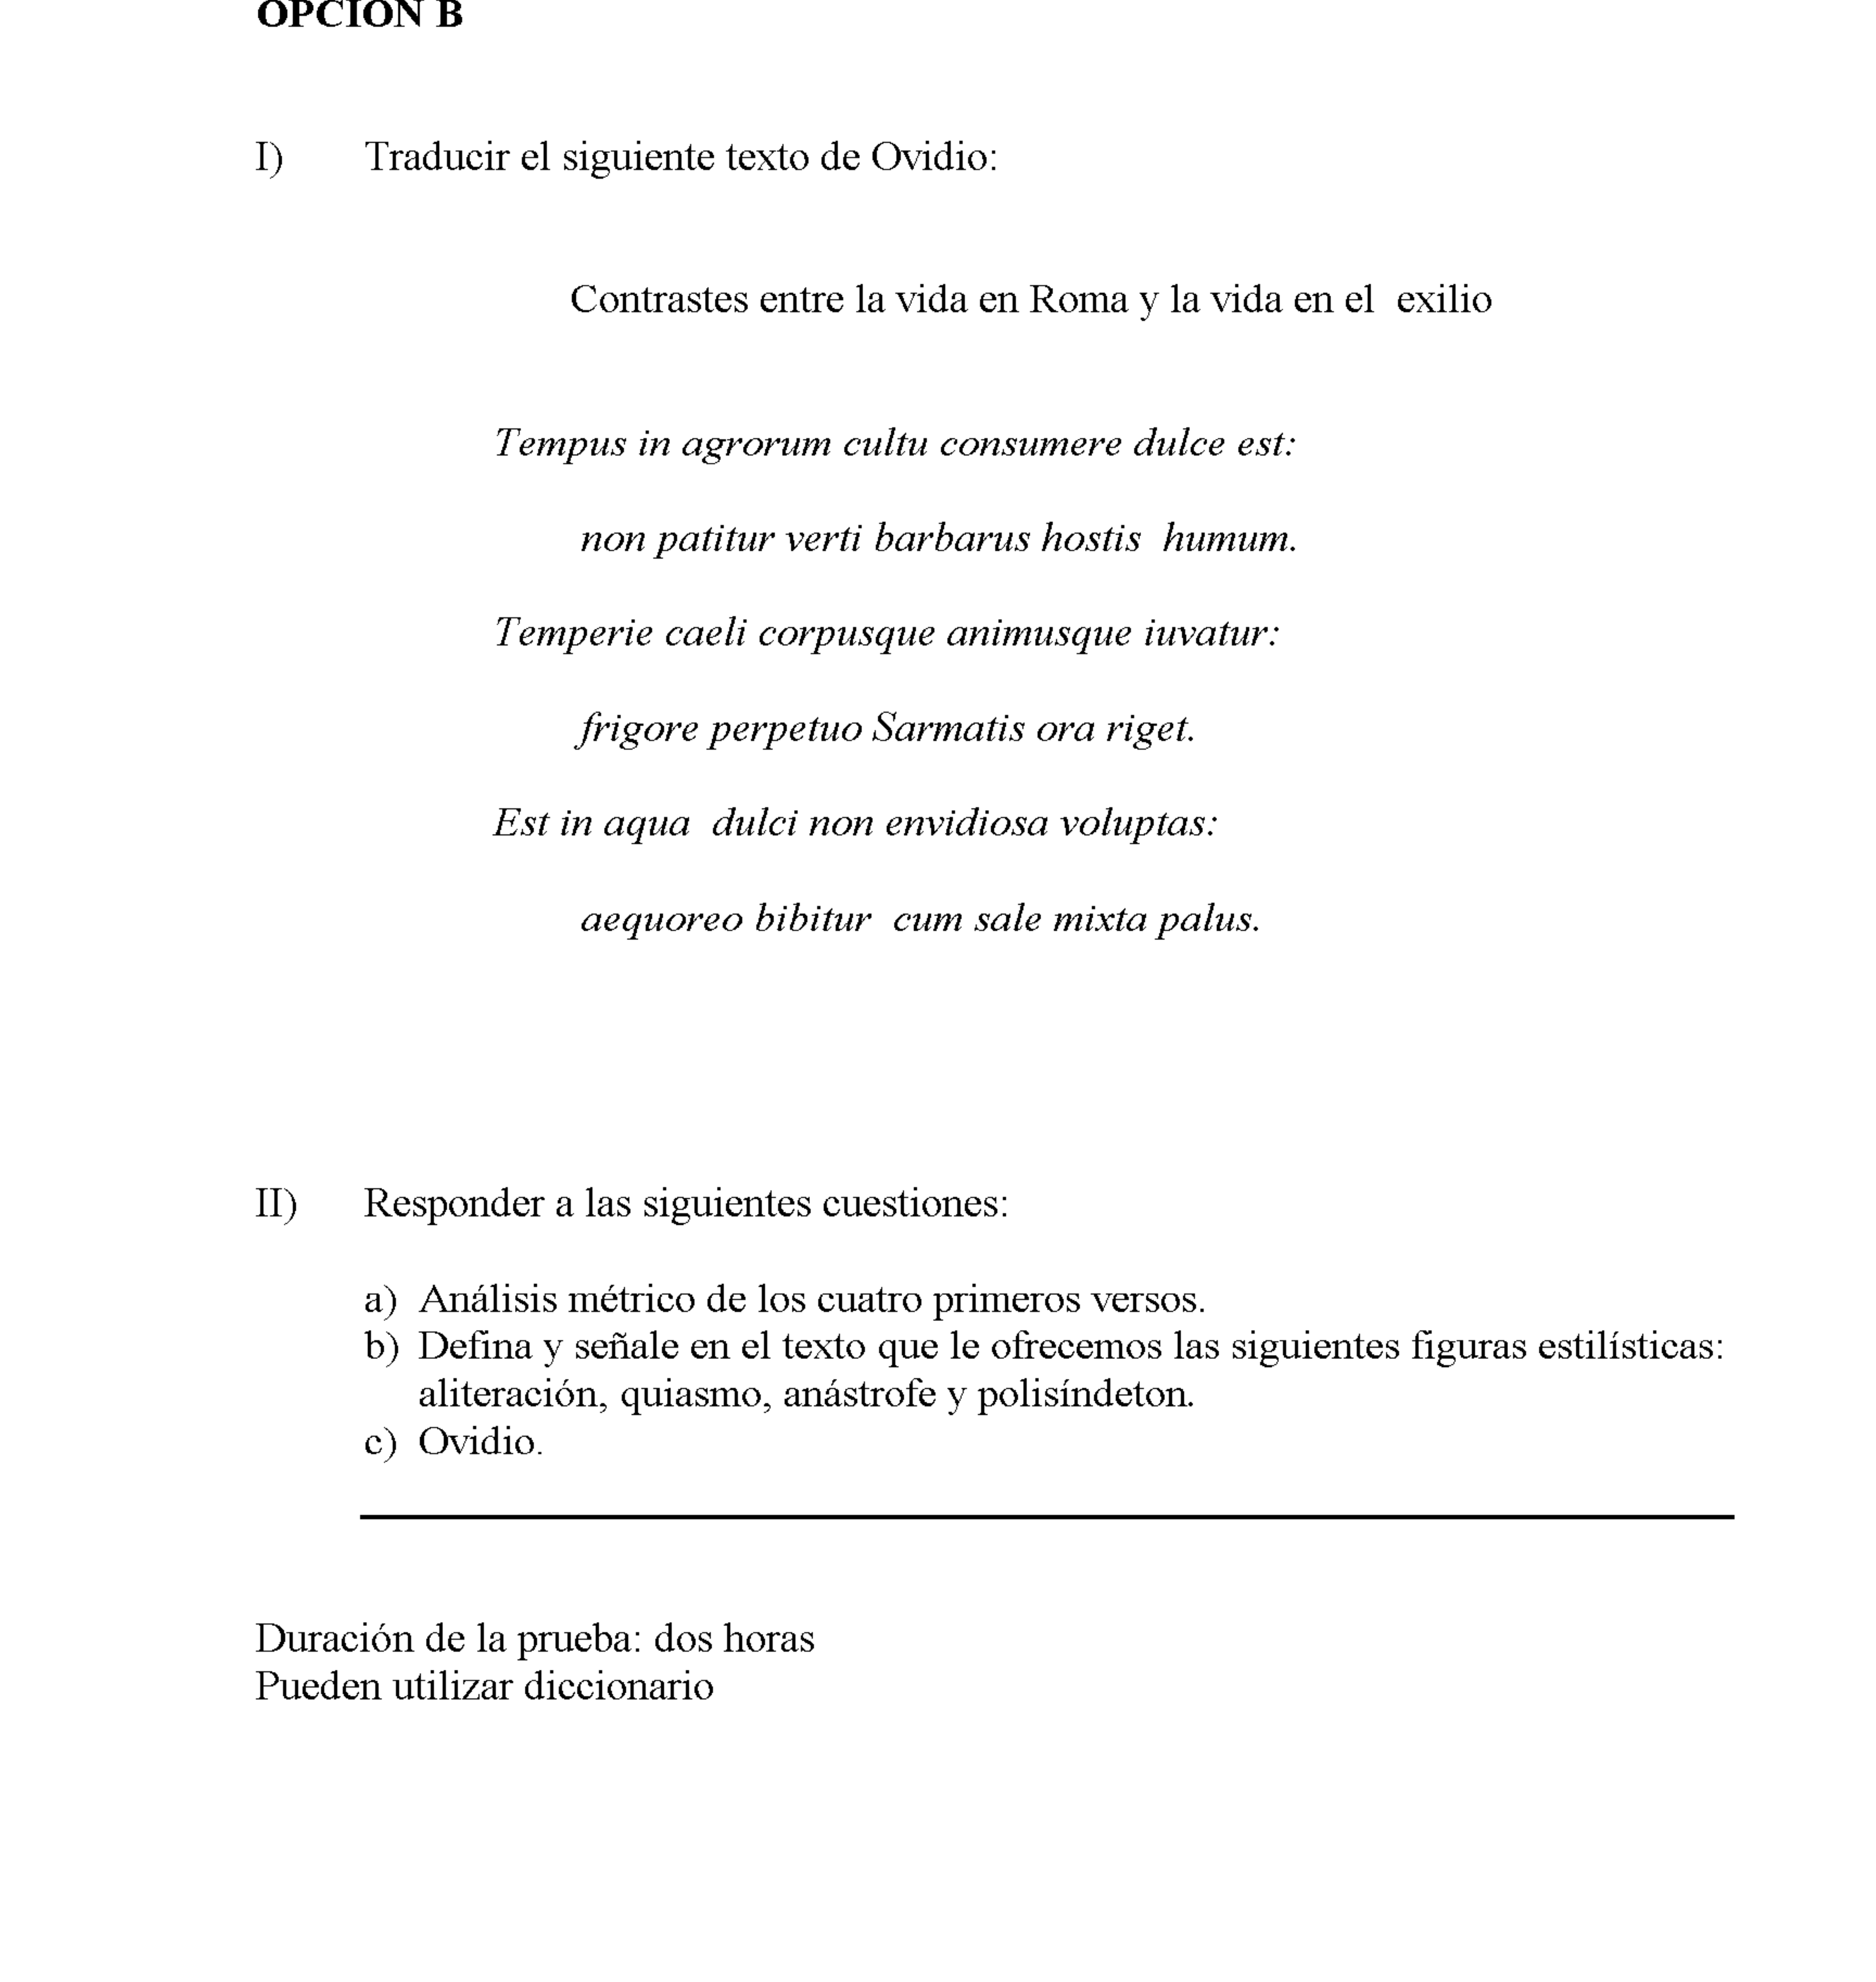 OPCION B
I) Traducir el siguiente texto de Ovidio:
Contrastes entre la vida en Roma y la vida en el exilio
Tempus in agrorum cultu consumere dulce est:
non patitur verti barbarus hostis humum.
Temperie caeli corpusque animusque iuvatur:
frigore perpetuo Sarmatis ora riget.
Est in aqua dulci non envidiosa voluptas:
aequoreo bibitur cum sale mixta palus.
II) Responder a las siguientes cuestiones:
a) Análisis métrico de los cuatro primeros versos.
b) Defina y señale en el texto que le ofrecemos las siguientes figuras estilísticas:
aliteración, quiasmo, anástrofe y polisíndeton.
c) Ovidio.
Duración de la prueba: dos horas
Pueden utilizar diccionario